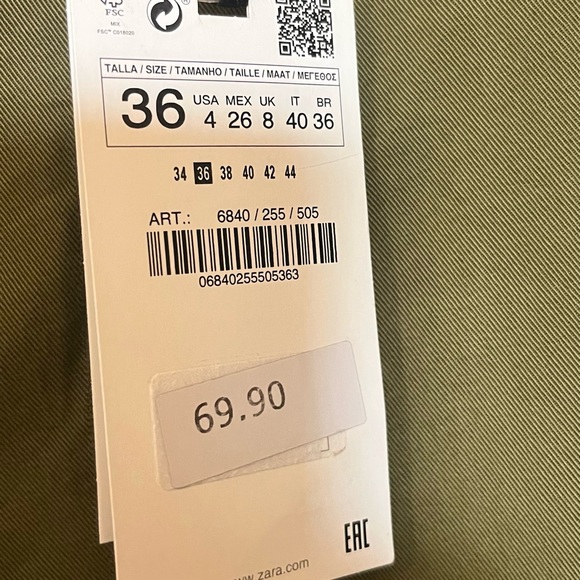 FSC
MIX
FSC® C018020
TALLA / SIZE / TAMANHO / TAILLE / MAAT / ΜΕΓΕΘΟΣ
36 USA MEX UK IT BR
4 26 8 40 36
34 36 38 40 42 44
ART.: 6840 / 255 / 505
06840255505363
69.90
EAC
www.zara.com